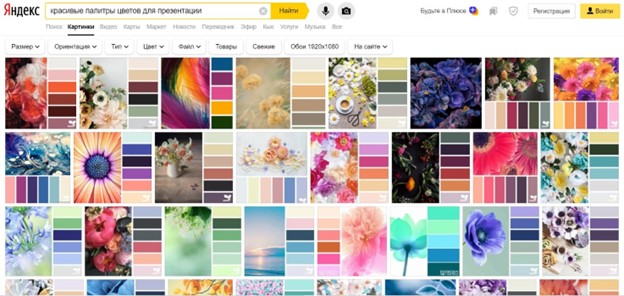 Яндекс красивые палитры цветов для презентации Найти Будьте в Плюсе Регистрация Войти
Поиск Картинки Видео Карты Маркет Новости Переводчик Эфир Кью Услуги Музыка Все
Размер Ориентация Тип Цвет Файл Товары Свежие Обои 1920x1080 На сайте